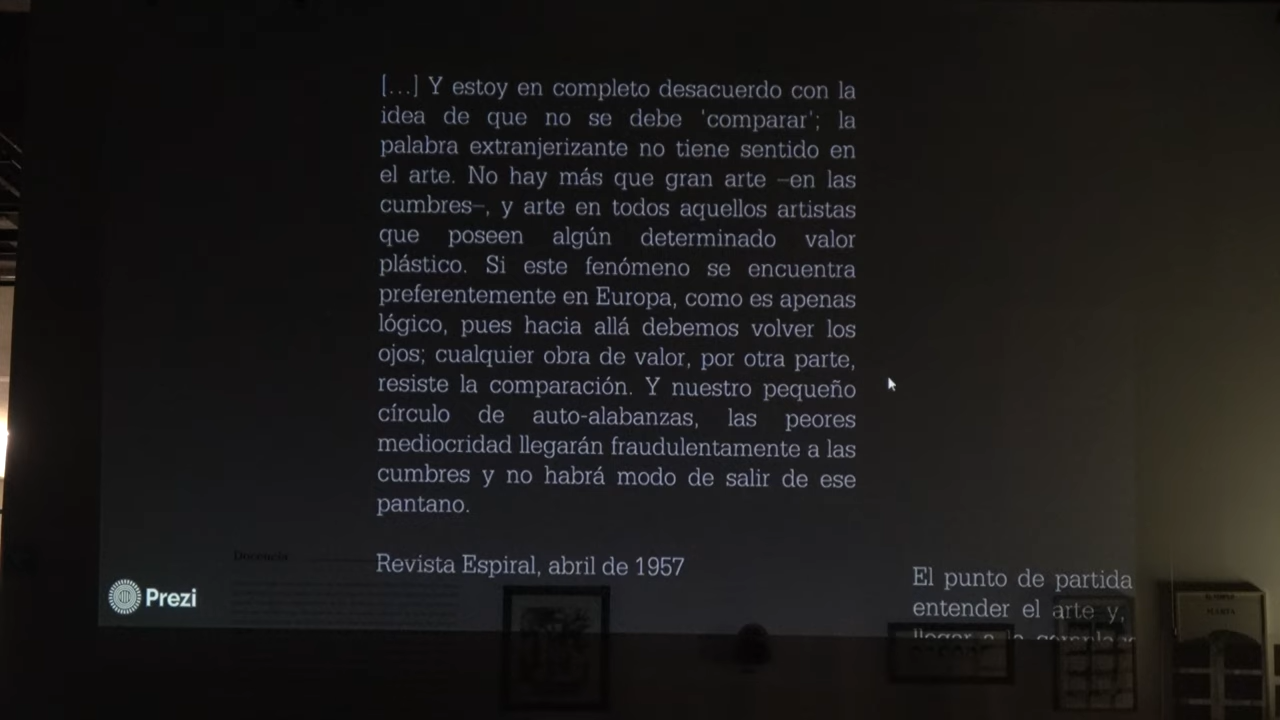 [...] Y estoy en completo desacuerdo con la
idea de que no se debe 'comparar'; la
palabra extranjerizante no tiene sentido en
el arte. No hay más que gran arte –en las
cumbres–, y arte en todos aquellos artistas
que poseen algún determinado valor
plástico. Si este fenómeno se encuentra
preferentemente en Europa, como es apenas
lógico, pues hacia allá debemos volver los
ojos; cualquier obra de valor, por otra parte,
resiste la comparación. Y nuestro pequeño
círculo de auto-alabanzas, las peores
mediocridad llegarán fraudulentamente a las
cumbres y no habrá modo de salir de ese
pantano.
Revista Espiral, abril de 1957
Docencia
Prezi
El punto de partida
entender el arte y,
llegar a la
MARTA